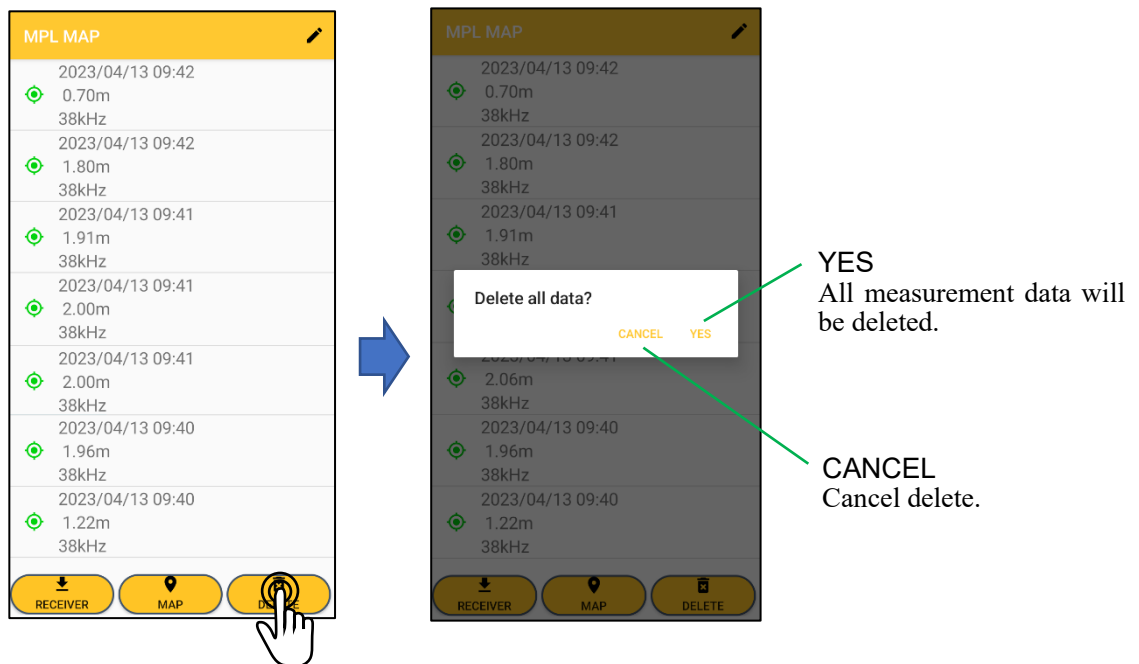 MPL MAP
2023/04/13 09:42
0.70m
38kHz
2023/04/13 09:42
1.80m
38kHz
2023/04/13 09:41
1.91m
38kHz
2023/04/13 09:41
2.00m
38kHz
2023/04/13 09:41
2.00m
38kHz
2023/04/13 09:40
1.96m
38kHz
2023/04/13 09:40
1.22m
38kHz
RECEIVER
MAP
DELETE
MPL MAP
2023/04/13 09:42
0.70m
38kHz
2023/04/13 09:42
1.80m
38kHz
2023/04/13 09:41
1.91m
38kHz
Delete all data?
CANCEL YES
2023/04/13 09:41
2.06m
38kHz
2023/04/13 09:40
1.96m
38kHz
2023/04/13 09:40
1.22m
38kHz
RECEIVER
MAP
DELETE
YES
All measurement data will
be deleted.
CANCEL
Cancel delete.